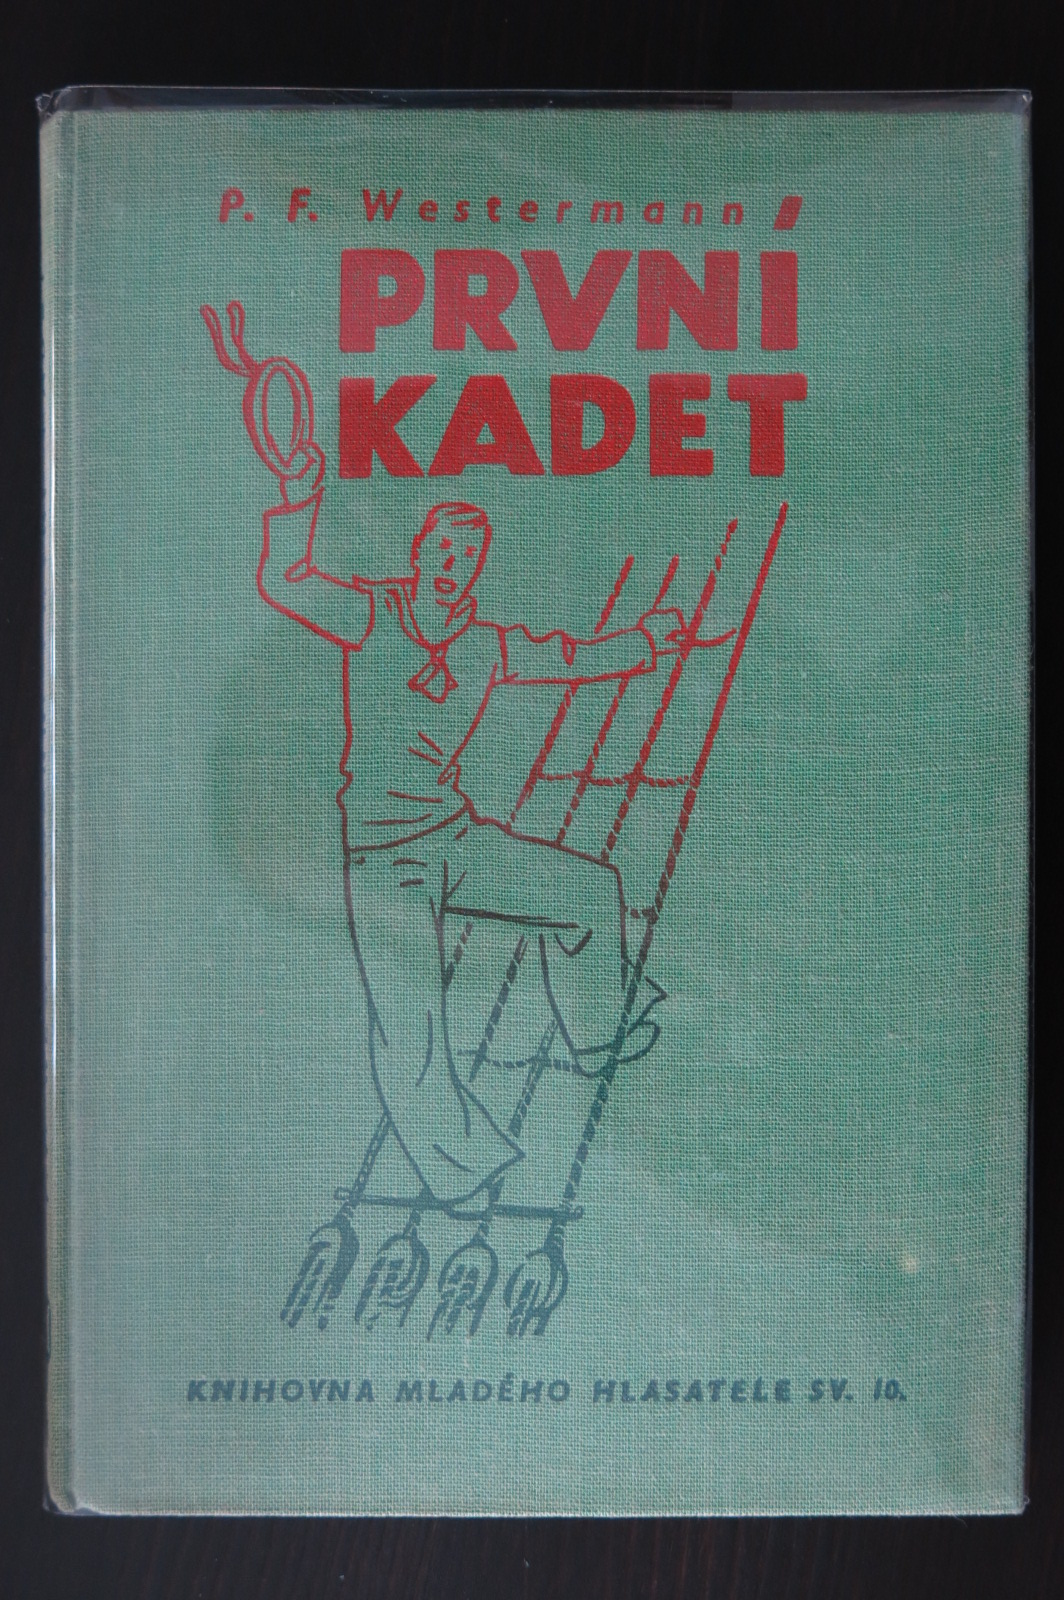 P. F. Westermann
PRVNÍ
KADET
KNIHOVNA MLADÉHO HLASATELE SV. 10.